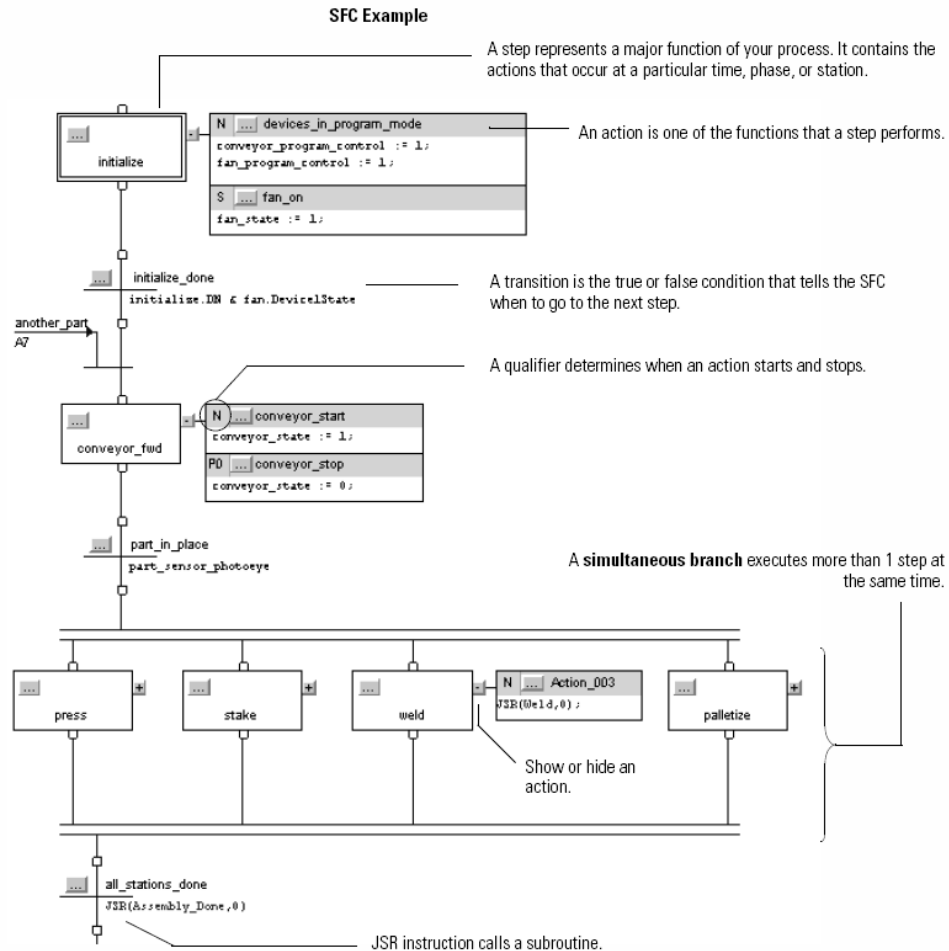 SFC Example
A step represents a major function of your process. It contains the
actions that occur at a particular time, phase, or station.
...
initialize
-
N ... devices_in_program_mode
conveyor_program_control := 1;
fan_program_control := 1;
S ... fan_on
fan_state := 1;
An action is one of the functions that a step performs.
... initialize_done
initialize.DN & fan.Device1State
A transition is the true or false condition that tells the SFC
when to go to the next step.
another_part
A7
A qualifier determines when an action starts and stops.
...
conveyor_fwd
-
N ... conveyor_start
conveyor_state := 1;
P0 ... conveyor_stop
conveyor_state := 0;
... part_in_place
part_sensor_photoeye
A simultaneous branch executes more than 1 step at
the same time.
...
press
+
...
stake
+
...
weld
-
N ... Action_003
JSR(Weld,0);
...
palletize
+
Show or hide an
action.
... all_stations_done
JSR(Assembly_Done,0)
JSR instruction calls a subroutine.